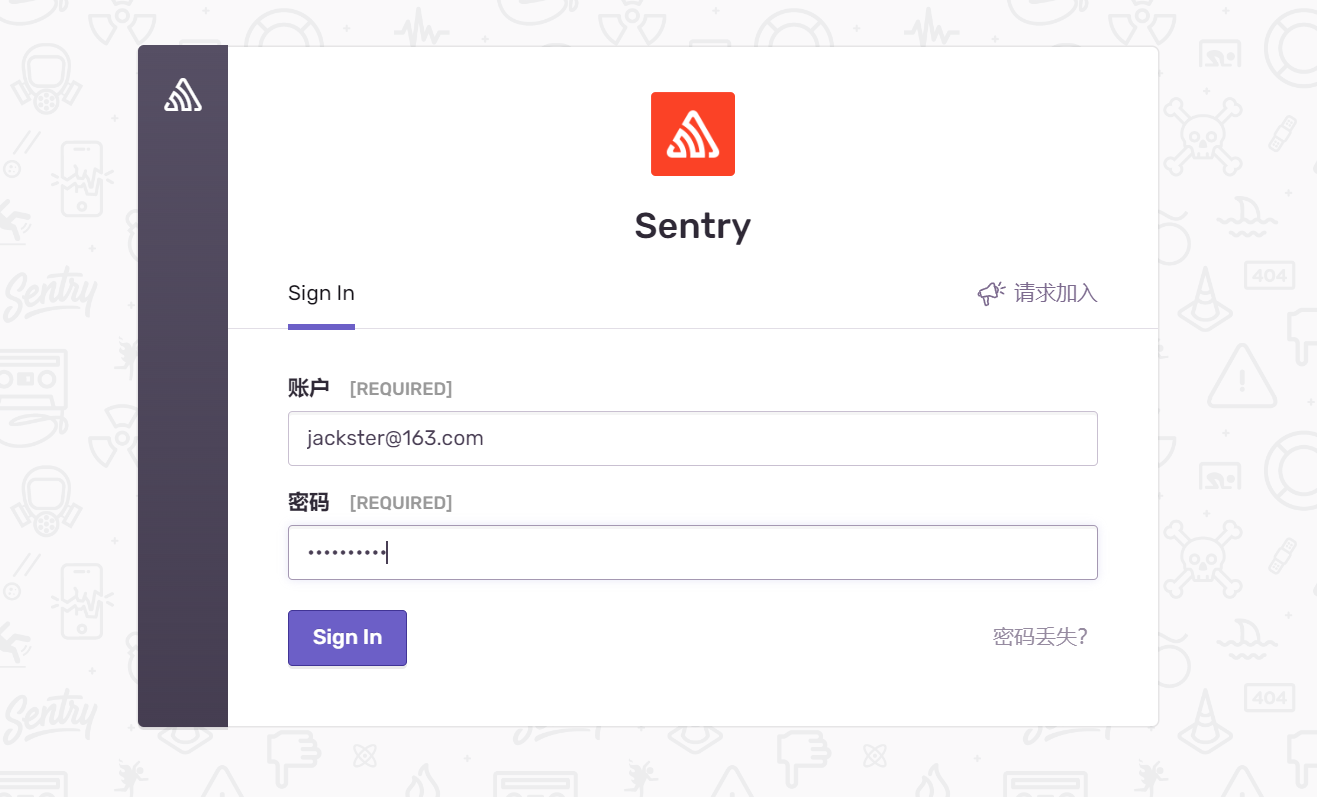 Sentry
Sign In
请求加入
账户 [REQUIRED]
jackster@163.com
密码 [REQUIRED]
••••••••••
Sign In
密码丢失?
Sentry
404
Sentry
404